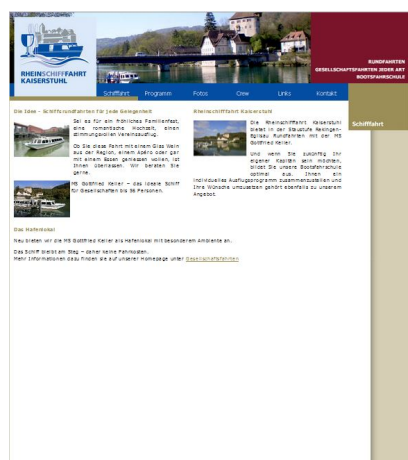 RHEINSCHIFFFAHRT
KAISERSTUHL
RUNDFAHRTEN
GESELLSCHAFTSFAHRTEN JEDER ART
BOOTSFAHRSCHULE
Schifffahrt Programm Fotos Crew Links Kontakt
Schifffahrt
Die Idee - Schiffsrundfahrten für jede Gelegenheit
Sei es für ein fröhliches Familienfest,
eine romantische Hochzeit, einen
stimmungsvollen Vereinsausflug.
Ob Sie diese Fahrt mit einem Glas Wein
aus der Region, einem Apéro oder gar
mit einem Essen geniessen wollen, ist
Ihnen überlassen. Wir beraten Sie
gerne.
MS Gottfried Keller – das ideale Schiff
für Gesellschaften bis 36 Personen.
Rheinschifffahrt Kaiserstuhl
Die Rheinschifffahrt Kaiserstuhl
bietet in der Staustufe Rekingen-
Eglisau Rundfahrten mit der MS
Gottfried Keller.
Und wenn Sie zukünftig Ihr
eigener Kapitän sein möchten,
bildet Sie unsere Bootsfahrschule
optimal aus. Ihnen ein
individuelles Ausflugsprogramm zusammenzustellen und
Ihre Wünsche umzusetzen gehört ebenfalls zu unserem
Angebot.
Das Hafenlokal
Neu bieten wir die MS Gottfried Keller als Hafenlokal mit besonderem Ambiente an.
Das Schiff bleibt am Steg – daher keine Fahrkosten.
Mehr Informationen dazu finden sie auf unserer Homepage unter Gesellschaftsfahrten